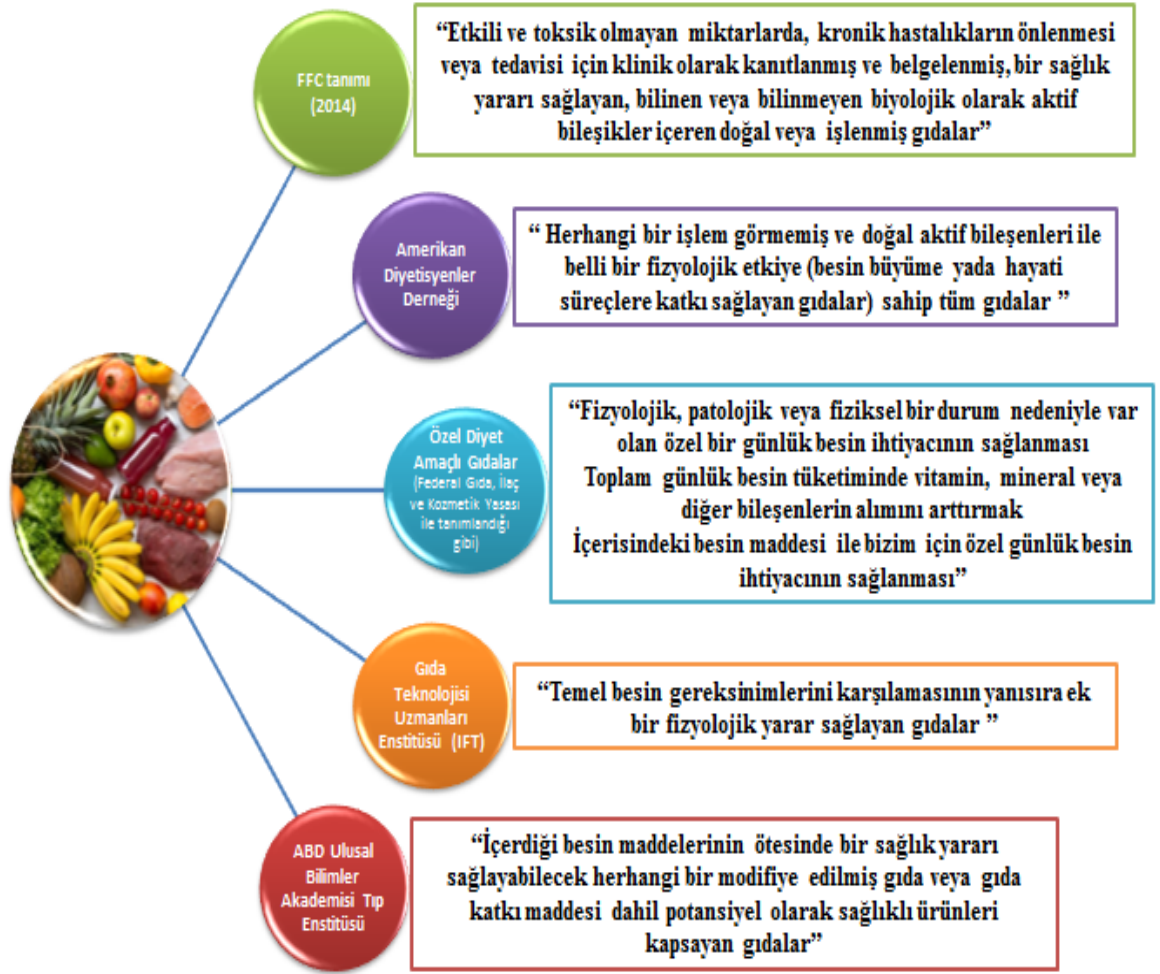 FFC tanımı
(2014)
“Etkili ve toksik olmayan miktarlarda, kronik hastalıkların önlenmesi
veya tedavisi için klinik olarak kanıtlanmış ve belgelenmiş, bir sağlık
yararı sağlayan, bilinen veya bilinmeyen biyolojik olarak aktif
bileşikler içeren doğal veya işlenmiş gıdalar”
Amerikan
Diyetisyenler
Derneği
“ Herhangi bir işlem görmemiş ve doğal aktif bileşenleri ile
belli bir fizyolojik etkiye (besin büyüme yada hayati
süreçlere katkı sağlayan gıdalar) sahip tüm gıdalar ”
Özel Diyet
Amaçlı Gıdalar
(Federal Gıda, İlaç
ve Kozmetik Yasası
ile tanımlandığı
gibi)
“Fizyolojik, patolojik veya fiziksel bir durum nedeniyle var
olan özel bir günlük besin ihtiyacının sağlanması
Toplam günlük besin tüketiminde vitamin, mineral veya
diğer bileşenlerin alımını arttırmak
İçerisindeki besin maddesi ile bizim için özel günlük besin
ihtiyacının sağlanması”
Gıda
Teknolojisi
Uzmanları
Enstitüsü (IFT)
“Temel besin gereksinimlerini karşılamasının yanısıra ek
bir fizyolojik yarar sağlayan gıdalar ”
ABD Ulusal
Bilimler
Akademisi Tıp
Enstitüsü
“İçerdiği besin maddelerinin ötesinde bir sağlık yararı
sağlayabilecek herhangi bir modifiye edilmiş gıda veya gıda
katkı maddesi dahil potansiyel olarak sağlıklı ürünleri
kapsayan gıdalar”